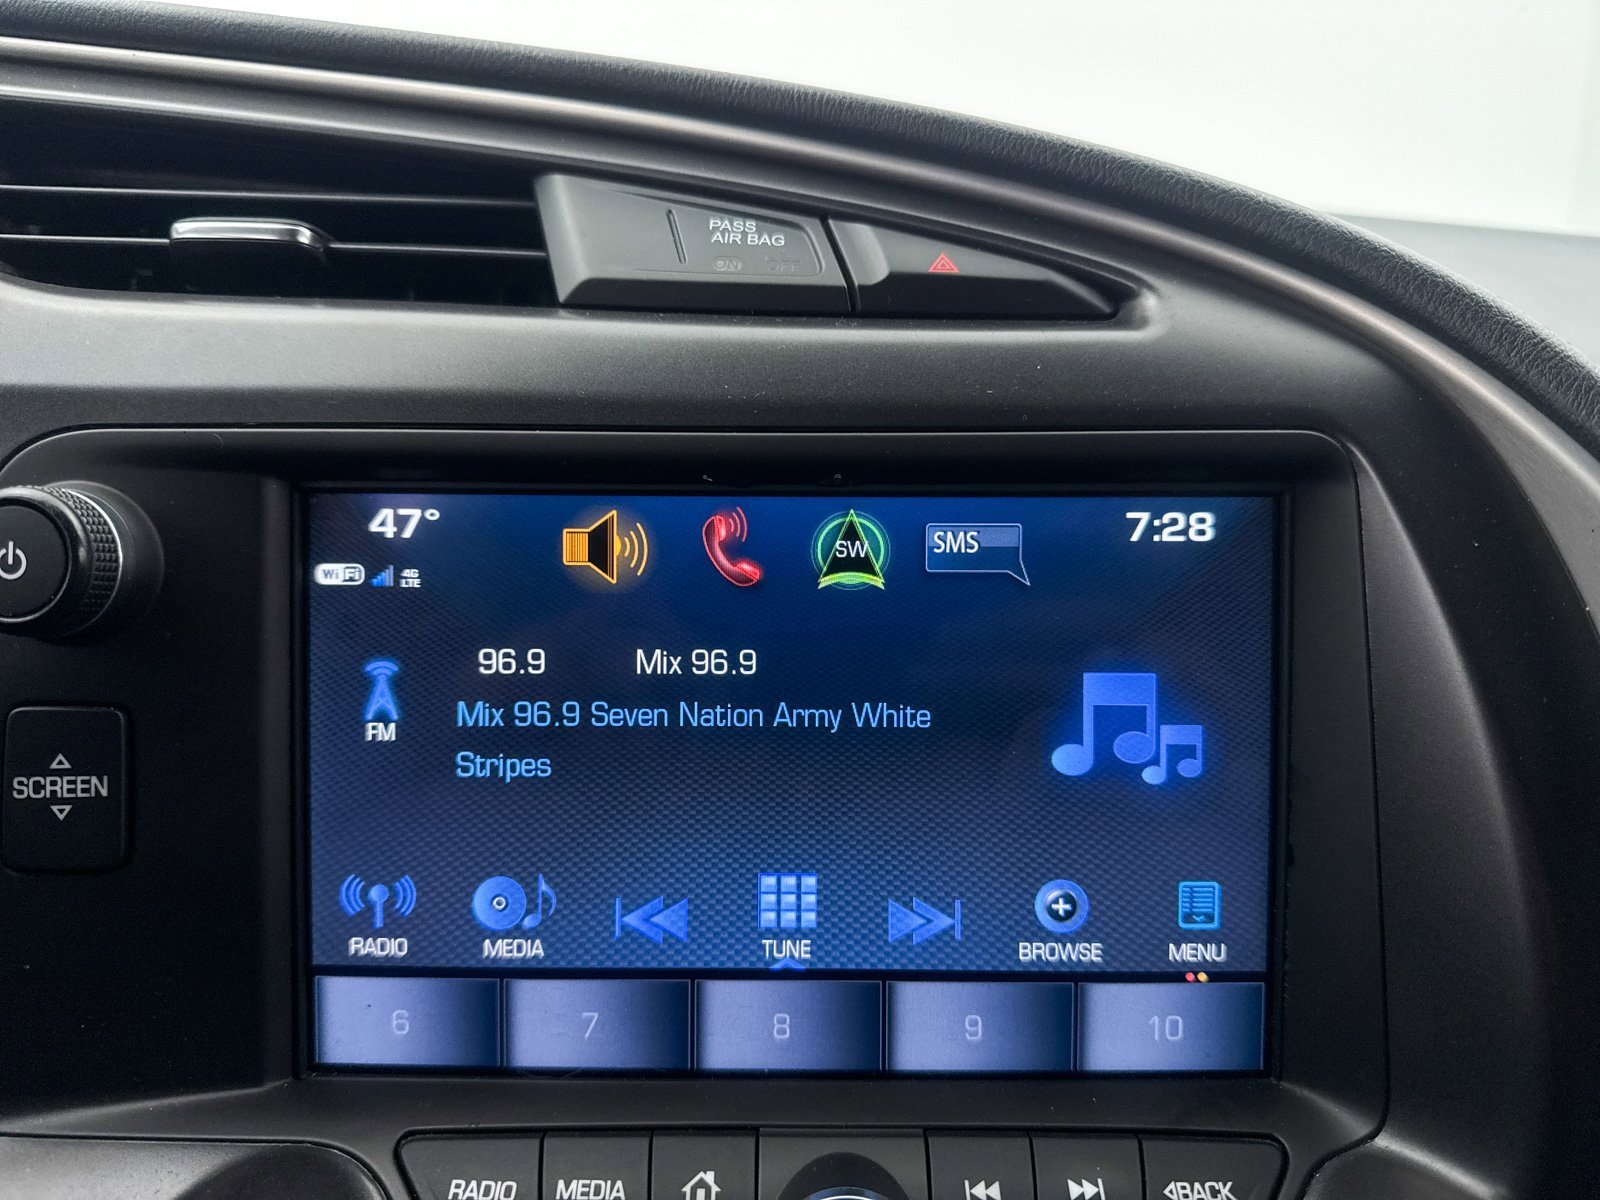 PASS
AIR BAG
ON OFF
47° 7:28
WiFi 4G LTE
SW
SMS
96.9 Mix 96.9
Mix 96.9 Seven Nation Army White
Stripes
FM
SCREEN
RADIO MEDIA TUNE BROWSE MENU
6 7 8 9 10
RADIO MEDIA BACK